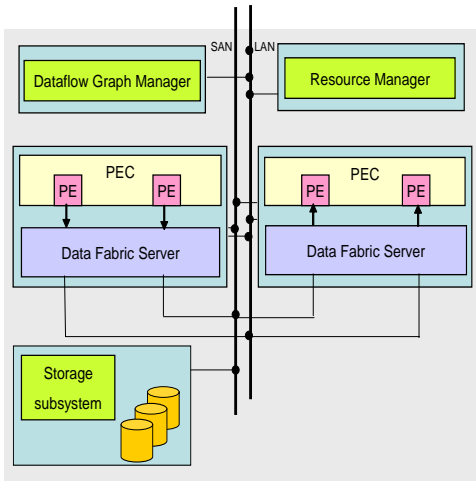 SAN LAN
Dataflow Graph Manager
Resource Manager
PEC
PE PE
Data Fabric Server
PEC
PE PE
Data Fabric Server
Storage
subsystem